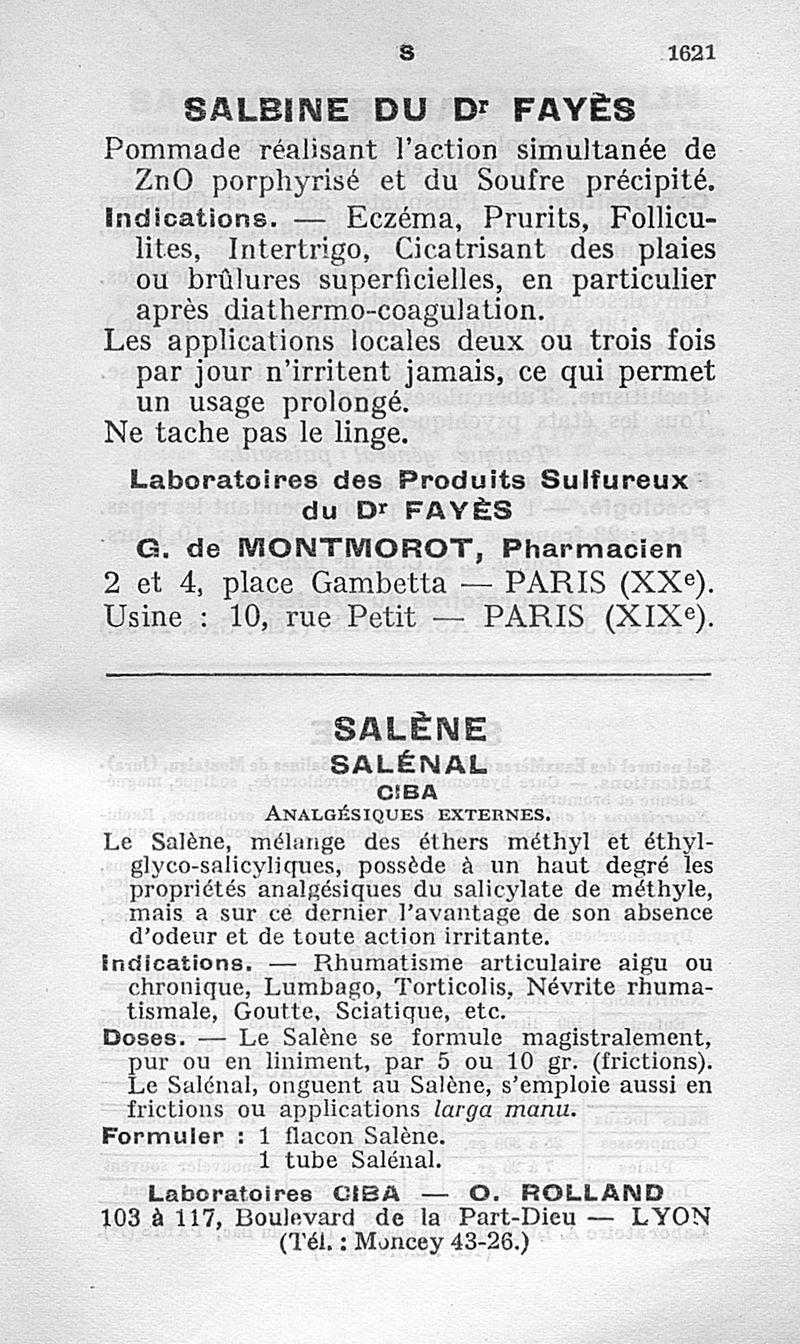 S
1621
SALBINE DU Dr FAYÈS
Pommade réalisant l'action simultanée de
ZnO porphyrisé et du Soufre précipité.
Indications. — Eczéma, Prurits, Follicu-
lites, Intertrigo, Cicatrisant des plaies
ou brûlures superficielles, en particulier
après diathermo-coagulation.
Les applications locales deux ou trois fois
par jour n'irritent jamais, ce qui permet
un usage prolongé.
Ne tache pas le linge.
Laboratoires des Produits Sulfureux
du Dr FAYÈS
G. de MONTMOROT, Pharmacien
2 et 4, place Gambetta — PARIS (XXe).
Usine : 10, rue Petit — PARIS (XIXe).
SALÈNE
SALÉNAL
CIBA
ANALGÉSIQUES EXTERNES.
Le Salène, mélange des éthers méthyl et éthyl-
glyco-salicyliques, possède à un haut degré les
propriétés analgésiques du salicylate de méthyle,
mais a sur ce dernier l'avantage de son absence
d'odeur et de toute action irritante.
Indications. — Rhumatisme articulaire aigu ou
chronique, Lumbago, Torticolis, Névrite rhuma-
tismale, Goutte, Sciatique, etc.
Doses. — Le Salène se formule magistralement,
pur ou en liniment, par 5 ou 10 gr. (frictions).
Le Salénal, onguent au Salène, s'emploie aussi en
frictions ou applications larga manu.
Formuler : 1 flacon Salène.
1 tube Salénal.
Laboratoires CIBA — O. ROLLAND
103 à 117, Boulevard de la Part-Dieu — LYON
(Tél. : Moncey 43-26.)